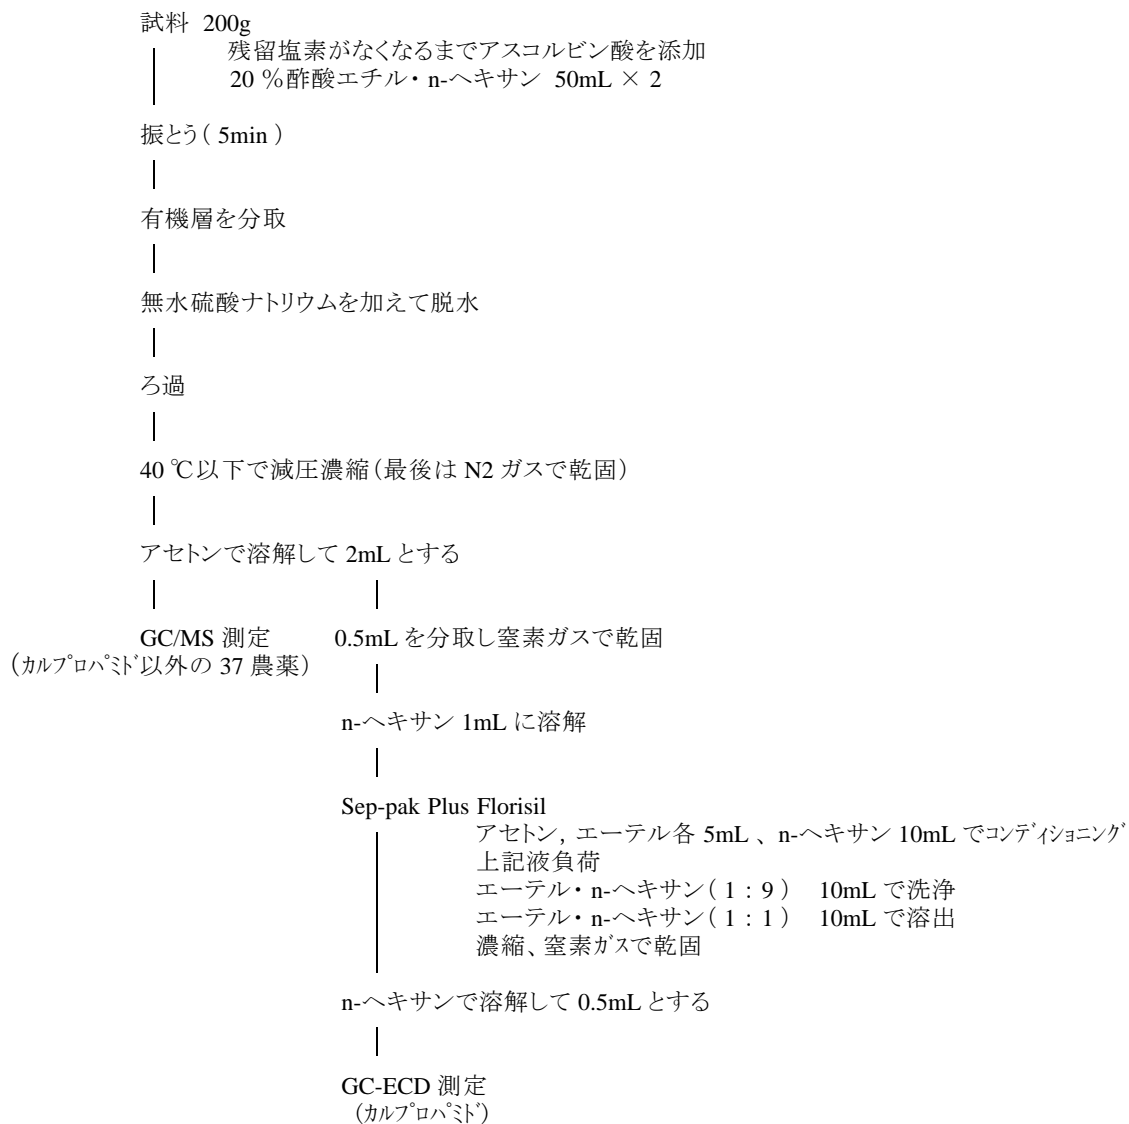 試料 200g
残留塩素がなくなるまでアスコルビン酸を添加
20 %酢酸エチル・n-ヘキサン 50mL × 2
振とう( 5min )
有機層を分取
無水硫酸ナトリウムを加えて脱水
ろ過
40 ℃以下で減圧濃縮(最後は N2 ガスで乾固)
アセトンで溶解して 2mL とする
GC/MS 測定 0.5mL を分取し窒素ガスで乾固
(ｶﾙﾌﾟﾛﾊﾟﾐﾄﾞ以外の 37 農薬)
n-ヘキサン 1mL に溶解
Sep-pak Plus Florisil
アセトン, エーテル各 5mL 、n-ヘキサン 10mL でｺﾝﾃﾞｨｼｮﾆﾝｸﾞ
上記液負荷
エーテル・n-ヘキサン( 1 : 9 ) 10mL で洗浄
エーテル・n-ヘキサン( 1 : 1 ) 10mL で溶出
濃縮、窒素ｶﾞｽで乾固
n-ヘキサンで溶解して 0.5mL とする
GC-ECD 測定
(ｶﾙﾌﾟﾛﾊﾟﾐﾄﾞ)